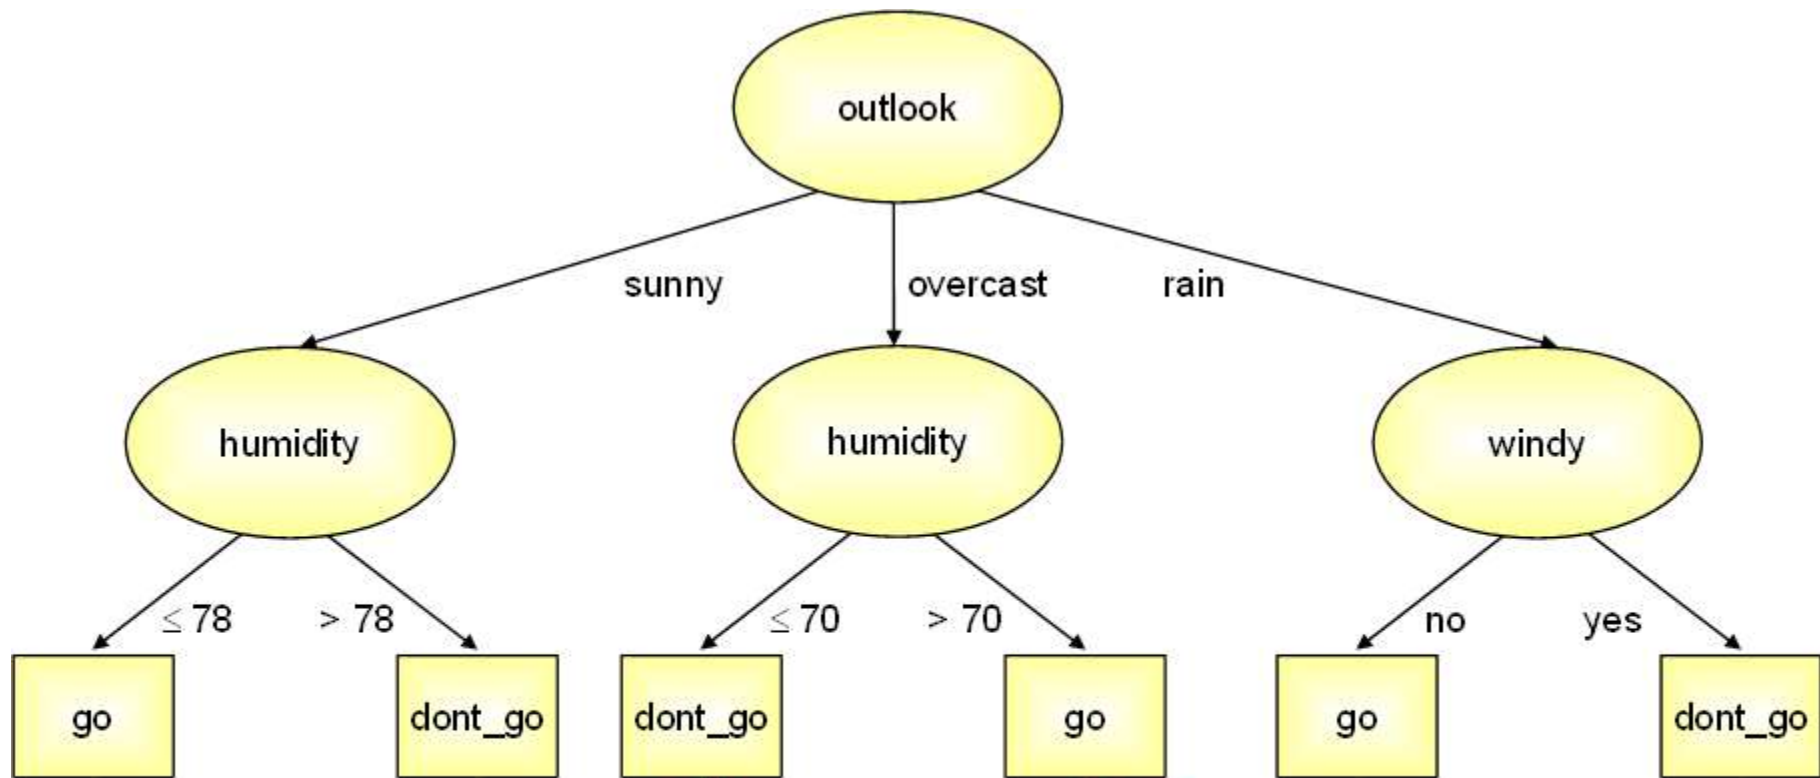 outlook
sunny
overcast
rain
humidity
humidity
windy
≤ 78
> 78
≤ 70
> 70
no
yes
go
dont_go
dont_go
go
go
dont_go